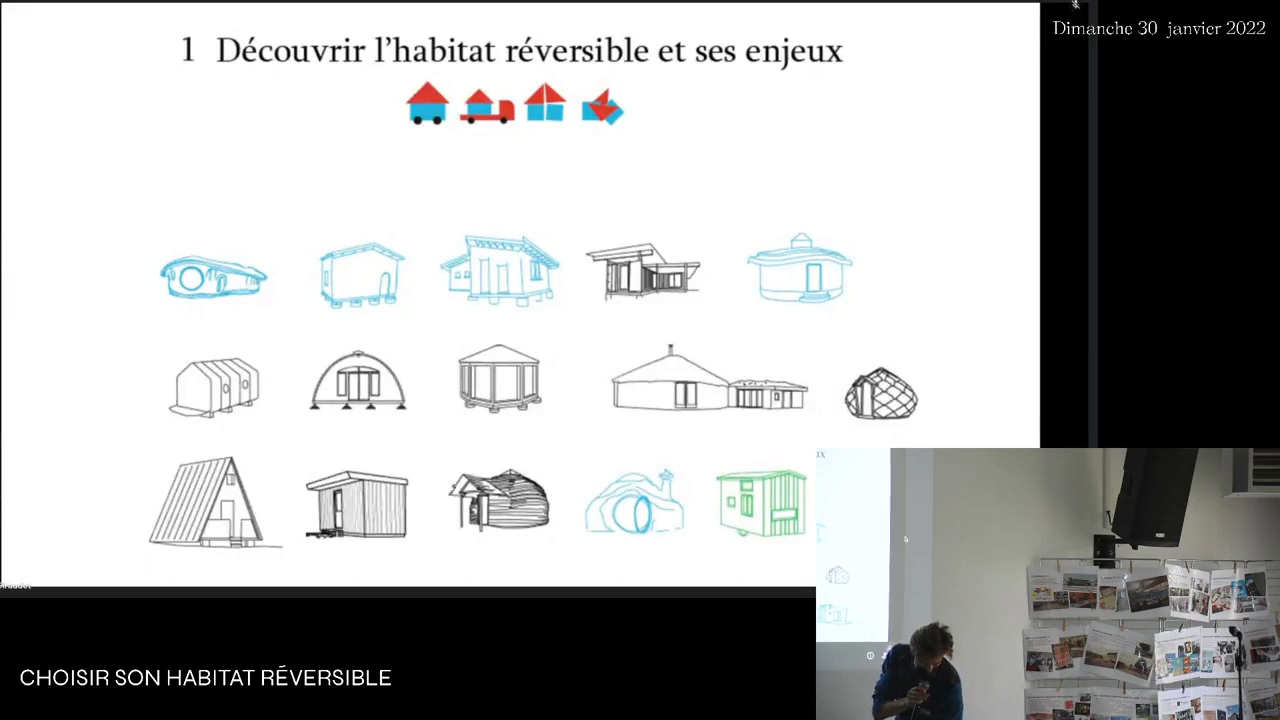 1 Découvrir l'habitat réversible et ses enjeux
Dimanche 30 janvier 2022
CHOISIR SON HABITAT RÉVERSIBLE